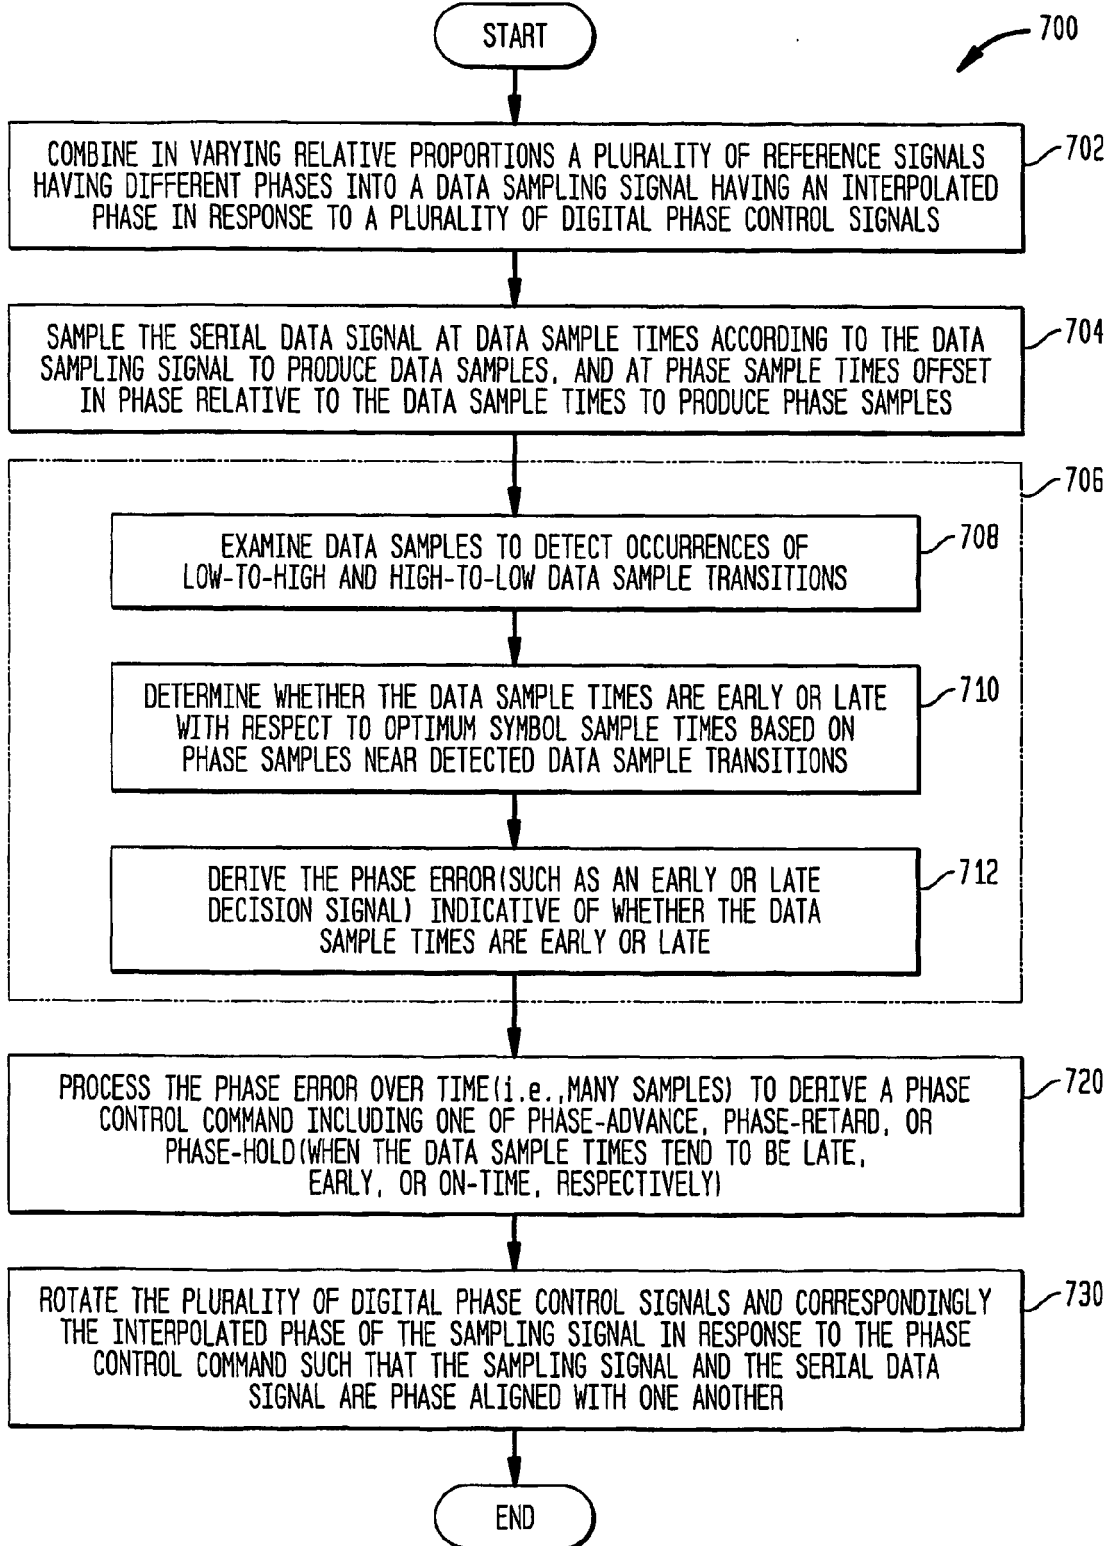 START
700
COMBINE IN VARYING RELATIVE PROPORTIONS A PLURALITY OF REFERENCE SIGNALS
HAVING DIFFERENT PHASES INTO A DATA SAMPLING SIGNAL HAVING AN INTERPOLATED
PHASE IN RESPONSE TO A PLURALITY OF DIGITAL PHASE CONTROL SIGNALS
702
SAMPLE THE SERIAL DATA SIGNAL AT DATA SAMPLE TIMES ACCORDING TO THE DATA
SAMPLING SIGNAL TO PRODUCE DATA SAMPLES, AND AT PHASE SAMPLE TIMES OFFSET
IN PHASE RELATIVE TO THE DATA SAMPLE TIMES TO PRODUCE PHASE SAMPLES
704
706
EXAMINE DATA SAMPLES TO DETECT OCCURRENCES OF
LOW-TO-HIGH AND HIGH-TO-LOW DATA SAMPLE TRANSITIONS
708
DETERMINE WHETHER THE DATA SAMPLE TIMES ARE EARLY OR LATE
WITH RESPECT TO OPTIMUM SYMBOL SAMPLE TIMES BASED ON
PHASE SAMPLES NEAR DETECTED DATA SAMPLE TRANSITIONS
710
DERIVE THE PHASE ERROR(SUCH AS AN EARLY OR LATE
DECISION SIGNAL) INDICATIVE OF WHETHER THE DATA
SAMPLE TIMES ARE EARLY OR LATE
712
PROCESS THE PHASE ERROR OVER TIME(i.e.,MANY SAMPLES) TO DERIVE A PHASE
CONTROL COMMAND INCLUDING ONE OF PHASE-ADVANCE, PHASE-RETARD, OR
PHASE-HOLD(WHEN THE DATA SAMPLE TIMES TEND TO BE LATE,
EARLY, OR ON-TIME, RESPECTIVELY)
720
ROTATE THE PLURALITY OF DIGITAL PHASE CONTROL SIGNALS AND CORRESPONDINGLY
THE INTERPOLATED PHASE OF THE SAMPLING SIGNAL IN RESPONSE TO THE PHASE
CONTROL COMMAND SUCH THAT THE SAMPLING SIGNAL AND THE SERIAL DATA
SIGNAL ARE PHASE ALIGNED WITH ONE ANOTHER
730
END